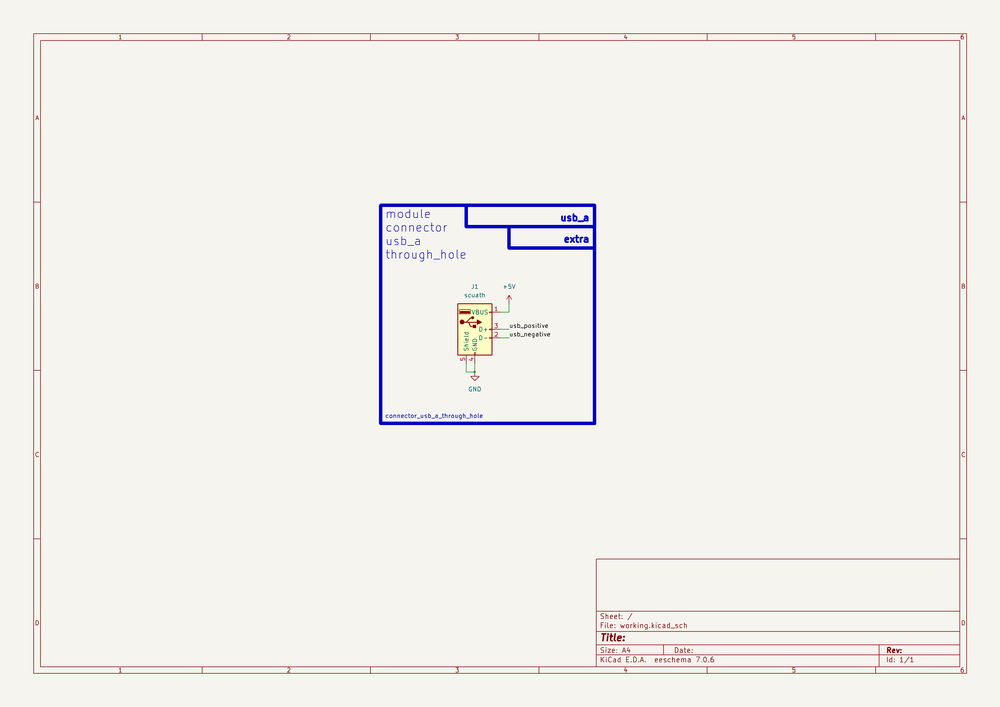 1 2 3 4 5 6
A A
usb_a
module
connector
usb_a
through_hole
extra
B B
J1
scuath
+5V
VBUS 1
D+ 3 usb_positive
D- 2 usb_negative
Shield
GND
5 4
GND
connector_usb_a_through_hole
C C
Sheet: /
File: working.kicad_sch
D D
Title:
Size: A4 Date: Rev:
KiCad E.D.A. eeschema 7.0.6 Id: 1/1
1 2 3 4 5 6